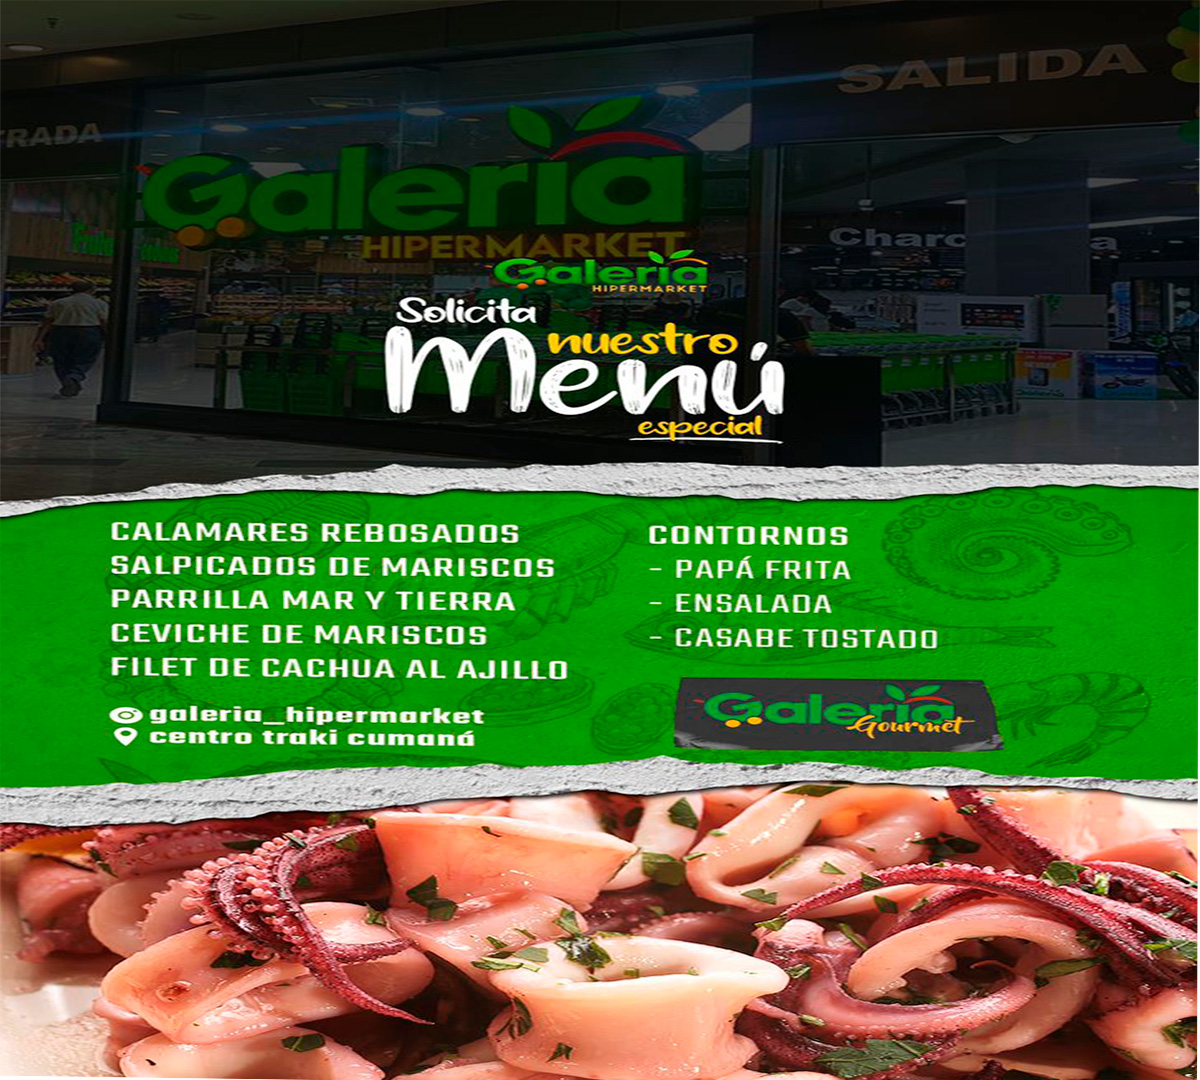 SALIDA
TRADA
Galeria
HIPERMARKET
Galeria
HIPERMARKET
Solicita
nuestro
Menú
especial
CALAMARES REBOSADOS
SALPICADOS DE MARISCOS
PARRILLA MAR Y TIERRA
CEVICHE DE MARISCOS
FILET DE CACHUA AL AJILLO
galeria_hipermarket
centro traki cumaná
CONTORNOS
- PAPÁ FRITA
- ENSALADA
- CASABE TOSTADO
Galeria
Gourmet